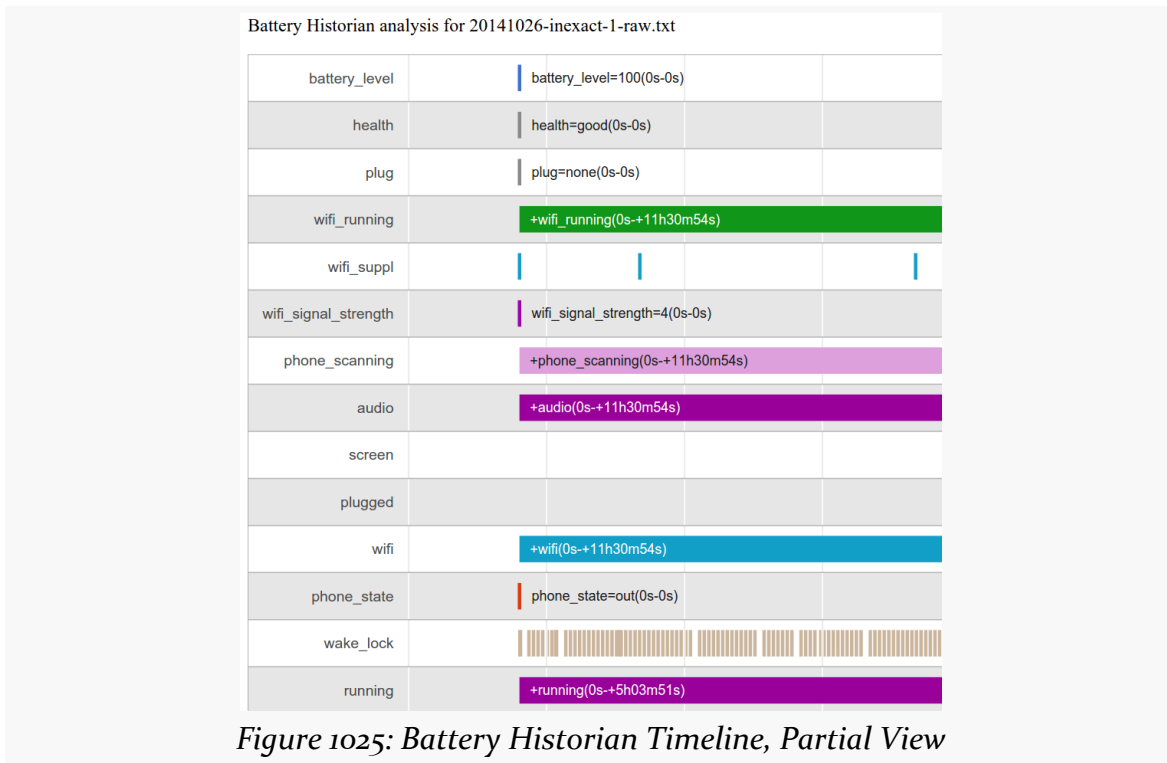 Battery Historian analysis for 20141026-inexact-1-raw.txt
battery_level battery_level=100(0s-0s)
health health=good(0s-0s)
plug plug=none(0s-0s)
wifi_running +wifi_running(0s-+11h30m54s)
wifi_suppl
wifi_signal_strength wifi_signal_strength=4(0s-0s)
phone_scanning +phone_scanning(0s-+11h30m54s)
audio +audio(0s-+11h30m54s)
screen
plugged
wifi +wifi(0s-+11h30m54s)
phone_state phone_state=out(0s-0s)
wake_lock
running +running(0s-+5h03m51s)
Figure 1025: Battery Historian Timeline, Partial View